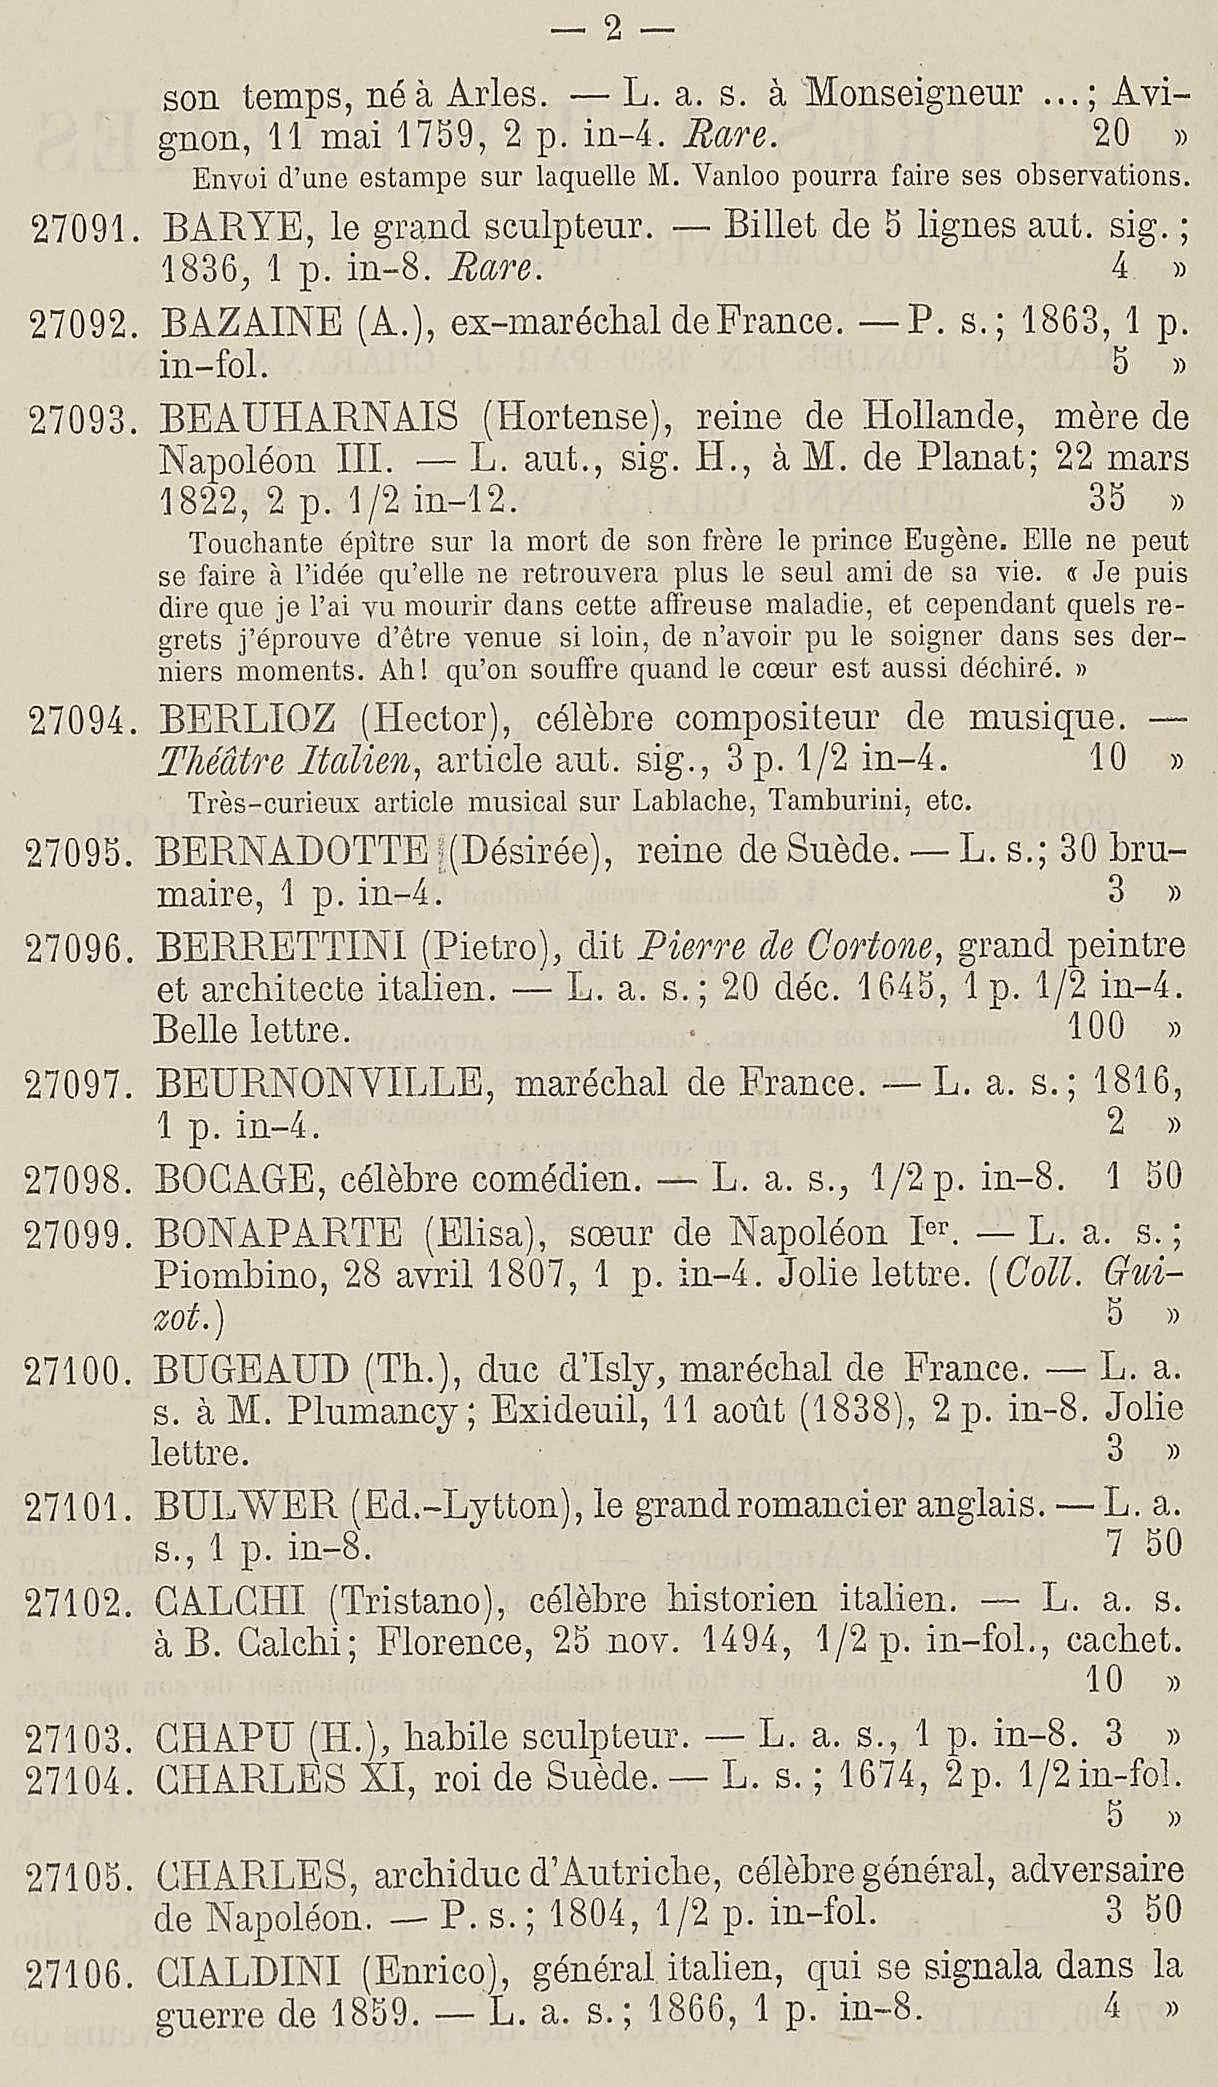 — 2 —
son temps, né à Arles. — L. a. s. à Monseigneur ...; Avi-
gnon, 11 mai 1759, 2 p. in-4. Rare. 20 »
Envoi d'une estampe sur laquelle M. Vanloo pourra faire ses observations.
27091. BARYE, le grand sculpteur. — Billet de 5 lignes aut. sig. ;
1836, 1 p. in-8. Rare. 4 »
27092. BAZAINE (A.), ex-maréchal de France. — P. s.; 1863, 1 p.
in-fol. 5 »
27093. BEAUHARNAIS (Hortense), reine de Hollande, mère de
Napoléon III. — L. aut., sig. H., à M. de Planat; 22 mars
1822, 2 p. 1/2 in-12. 35 »
Touchante épitre sur la mort de son frère le prince Eugène. Elle ne peut
se faire à l'idée qu'elle ne retrouvera plus le seul ami de sa vie. « Je puis
dire que je l'ai vu mourir dans cette affreuse maladie, et cependant quels re-
grets j'éprouve d'être venue si loin, de n'avoir pu le soigner dans ses der-
niers moments. Ah! qu'on souffre quand le cœur est aussi déchiré. »
27094. BERLIOZ (Hector), célèbre compositeur de musique. —
Théâtre Italien, article aut. sig., 3 p. 1/2 in-4. 10 »
Très-curieux article musical sur Lablache, Tamburini, etc.
27095. BERNADOTTE (Désirée), reine de Suède. — L. s.; 30 bru-
maire, 1 p. in-4. 3 »
27096. BERRETTINI (Pietro), dit Pierre de Cortone, grand peintre
et architecte italien. — L. a. s.; 20 déc. 1645, 1 p. 1/2 in-4.
Belle lettre. 100 »
27097. BEURNONVILLE, maréchal de France. — L. a. s.; 1816,
1 p. in-4. 2 »
27098. BOCAGE, célèbre comédien. — L. a. s., 1/2 p. in-8. 1 50
27099. BONAPARTE (Elisa), sœur de Napoléon Ier. — L. a. s.;
Piombino, 28 avril 1807, 1 p. in-4. Jolie lettre. (Coll. Gui-
zot.) 5 »
27100. BUGEAUD (Th.), duc d'Isly, maréchal de France. — L. a.
s. à M. Plumancy; Exideuil, 11 août (1838), 2 p. in-8. Jolie
lettre. 3 »
27101. BULWER (Ed.-Lytton), le grand romancier anglais. — L. a.
s., 1 p. in-8. 7 50
27102. CALCHI (Tristano), célèbre historien italien. — L. a. s.
à B. Calchi; Florence, 25 nov. 1494, 1/2 p. in-fol., cachet.
10 »
27103. CHAPU (H.), habile sculpteur. — L. a. s., 1 p. in-8. 3 »
27104. CHARLES XI, roi de Suède. — L. s. ; 1674, 2 p. 1/2 in-fol.
5 »
27105. CHARLES, archiduc d'Autriche, célèbre général, adversaire
de Napoléon. — P. s.; 1804, 1/2 p. in-fol. 3 50
27106. CIALDINI (Enrico), général italien, qui se signala dans la
guerre de 1859. — L. a. s.; 1866, 1 p. in-8. 4 »